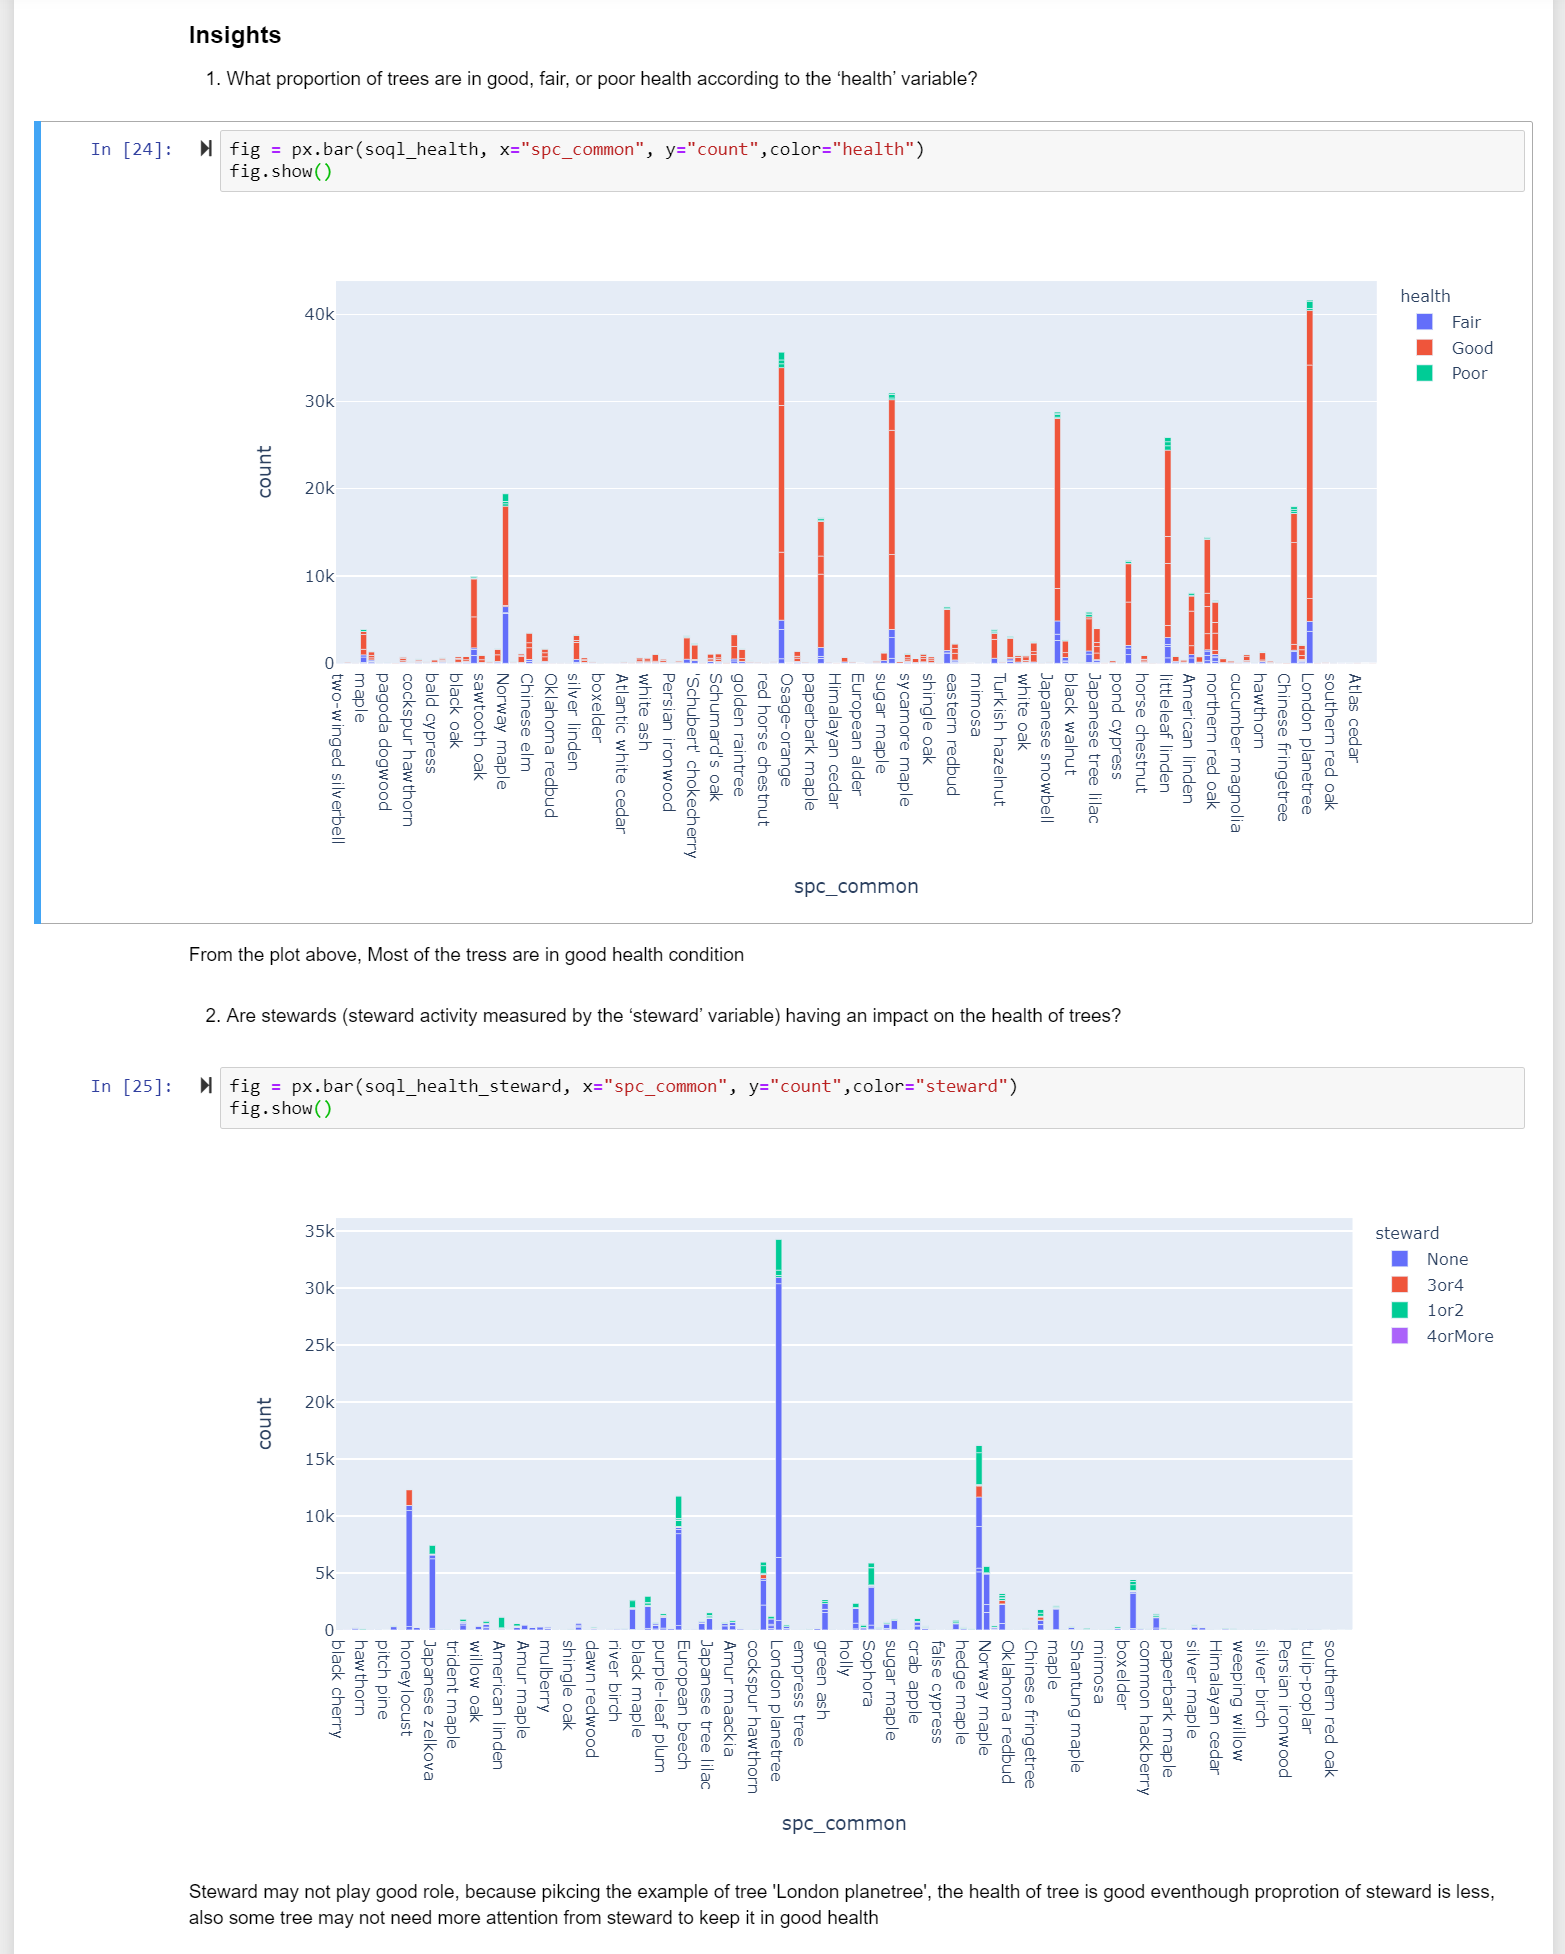 Insights
1. What proportion of trees are in good, fair, or poor health according to the ‘health’ variable?
In [24]:
fig = px.bar(soql_health, x="spc_common", y="count",color="health")
fig.show()
health
Fair
Good
Poor
40k
30k
20k
10k
0
count
two-winged silverbell
maple
pagoda dogwood
cockspur hawthorn
bald cypress
black oak
sawtooth oak
Norway maple
Chinese elm
Oklahoma redbud
silver linden
boxelder
Atlantic white cedar
white ash
Persian ironwood
'Schubert' chokecherry
Schumard's oak
golden raintree
red horse chestnut
Osage-orange
paperbark maple
Himalayan cedar
European alder
sugar maple
sycamore maple
shingle oak
eastern redbud
mimosa
Turkish hazelnut
white oak
Japanese snowbell
black walnut
Japanese tree lilac
pond cypress
horse chestnut
littleleaf linden
American linden
northern red oak
cucumber magnolia
hawthorn
Chinese fringetree
London planetree
southern red oak
Atlas cedar
spc_common
From the plot above, Most of the tress are in good health condition
2. Are stewards (steward activity measured by the ‘steward’ variable) having an impact on the health of trees?
In [25]:
fig = px.bar(soql_health_steward, x="spc_common", y="count",color="steward")
fig.show()
steward
None
3or4
1or2
4orMore
35k
30k
25k
20k
15k
10k
5k
0
count
black cherry
hawthorn
pitch pine
honeylocust
Japanese zelkova
trident maple
willow oak
American linden
Amur maple
mulberry
shingle oak
dawn redwood
river birch
black maple
purple-leaf plum
European beech
Japanese tree lilac
Amur maackia
cockspur hawthorn
London planetree
empress tree
green ash
holly
Sophora
sugar maple
crab apple
false cypress
hedge maple
Norway maple
Oklahoma redbud
Chinese fringetree
maple
Shantung maple
mimosa
boxelder
common hackberry
paperbark maple
silver maple
Himalayan cedar
weeping willow
silver birch
Persian ironwood
tulip-poplar
southern red oak
spc_common
Steward may not play good role, because pikcing the example of tree 'London planetree', the health of tree is good eventhough proprotion of steward is less,
also some tree may not need more attention from steward to keep it in good health